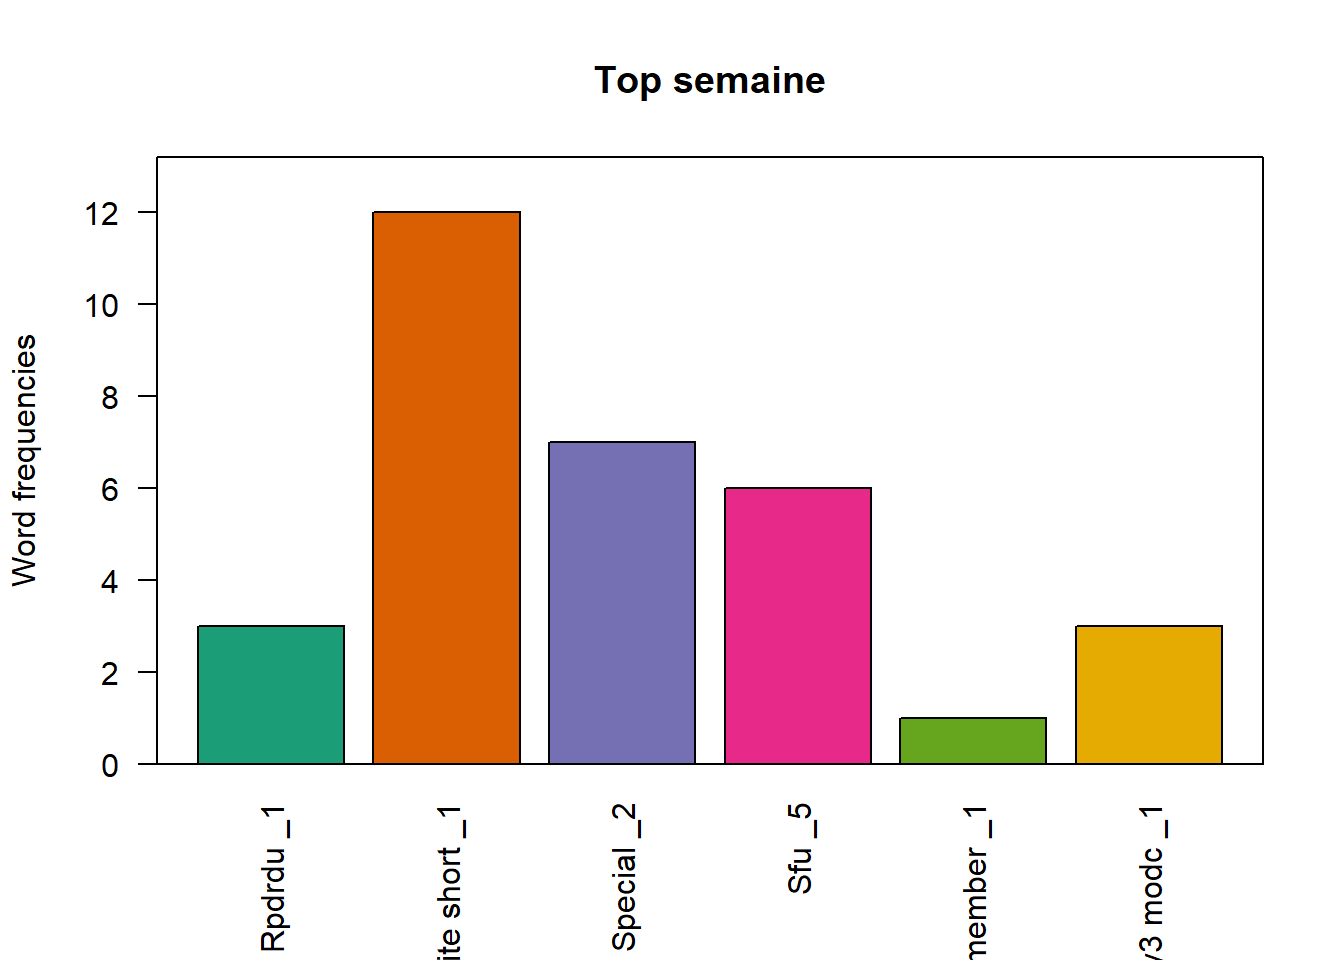 Top semaine
Word frequencies
12
10
8
6
4
2
0
Rpdrdu _1
ite short _1
Special _2
Sfu _5
member _1
y3 modc _1